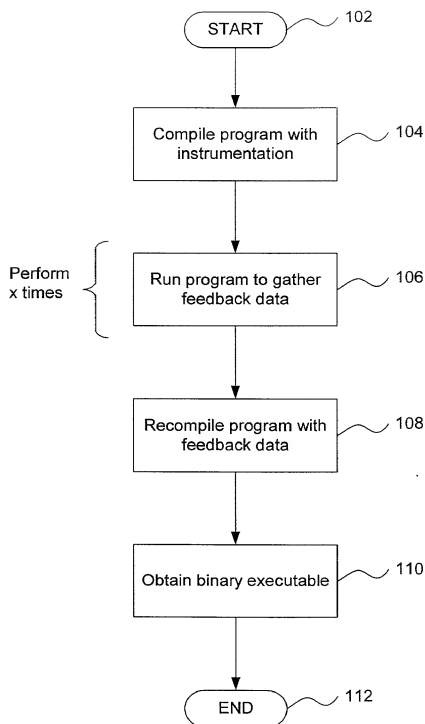 START
102
Compile program with
instrumentation
104
Perform
x times
Run program to gather
feedback data
106
Recompile program with
feedback data
108
Obtain binary executable
110
END
112